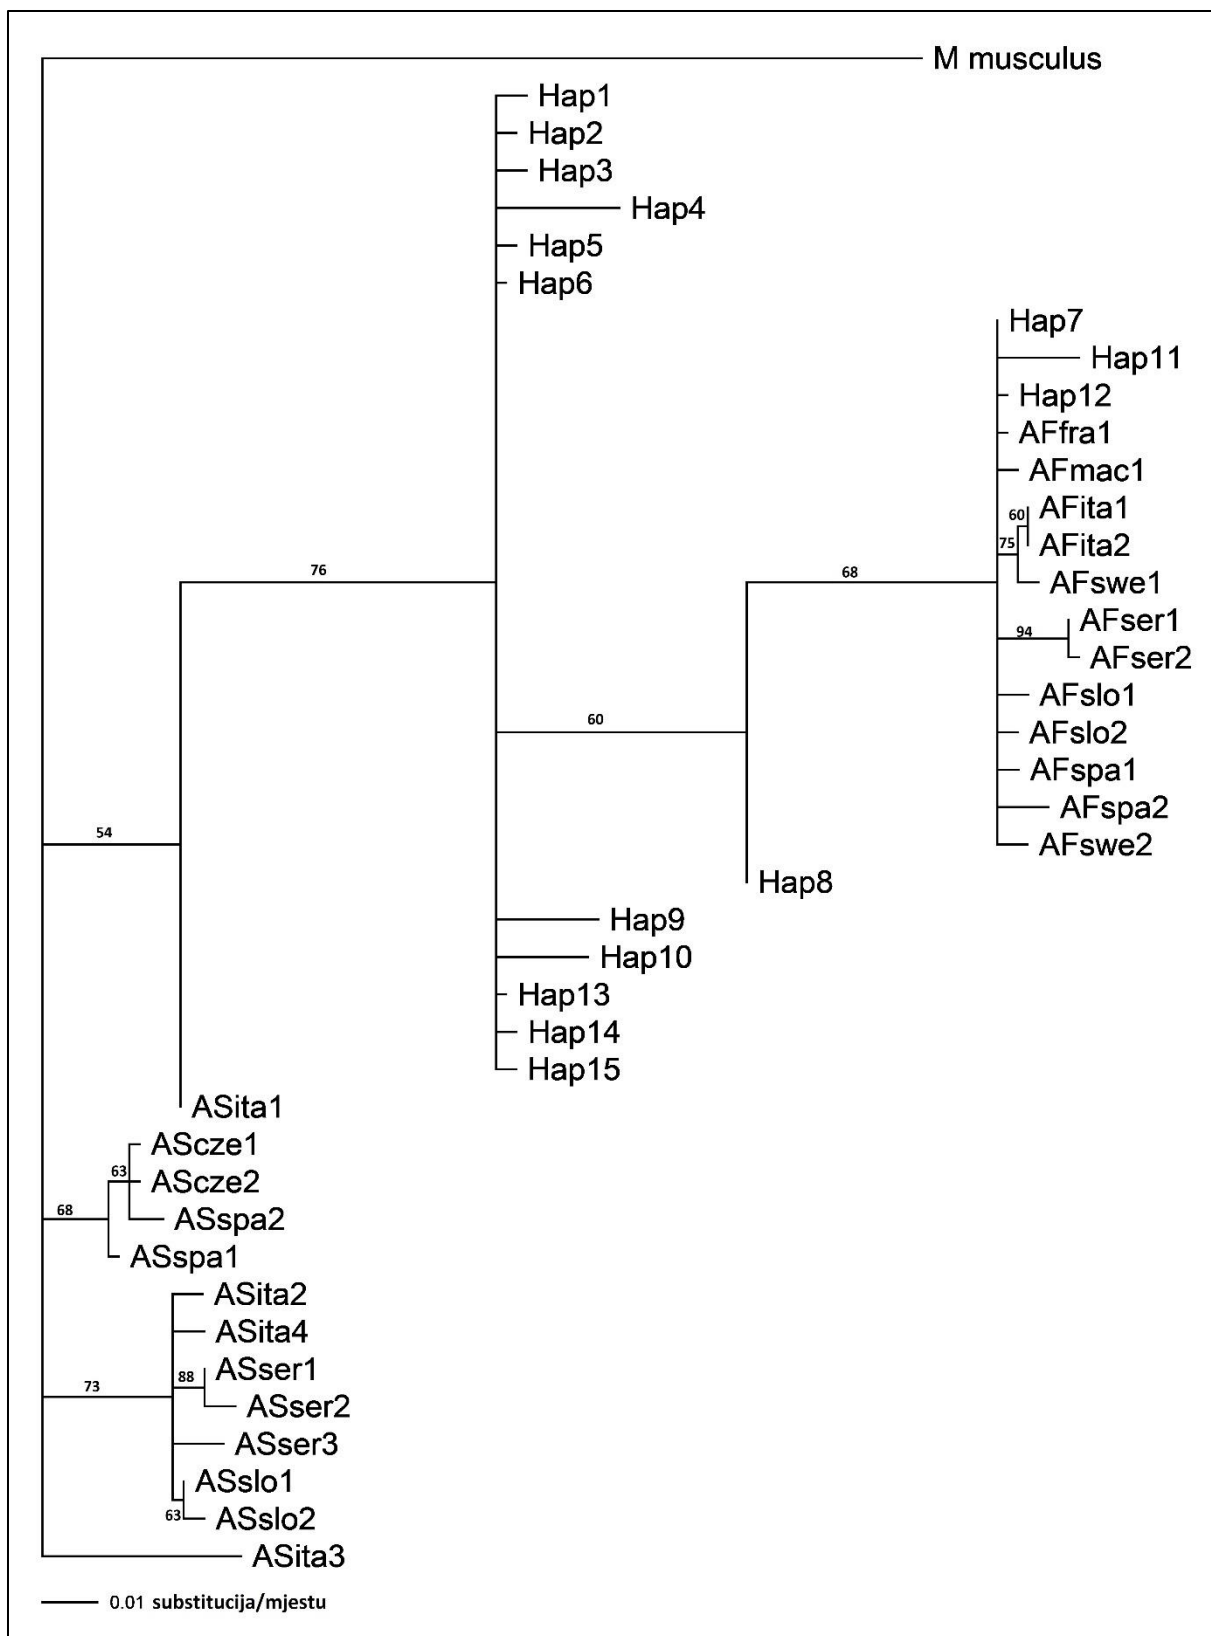 M musculus
Hap1
Hap2
Hap3
Hap4
Hap5
Hap6
Hap7
Hap11
Hap12
AFfra1
AFmac1
60 AFita1
75 AFita2
76 68 AFswe1
AFser1
94 AFser2
AFslo1
60 AFslo2
AFspa1
AFspa2
54 AFswe2
Hap8
Hap9
Hap10
Hap13
Hap14
Hap15
ASita1
AScze1
63 AScze2
68 ASspa2
ASspa1
ASita2
ASita4
88 ASser1
73 ASser2
ASser3
ASslo1
63 ASslo2
ASita3
0.01 substitucija/mjestu